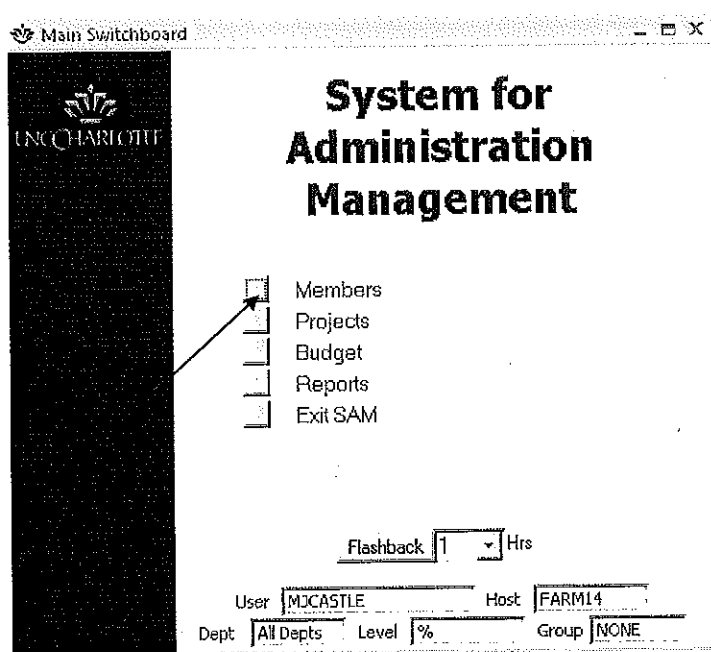 Main Switchboard
UNC CHARLOTTE
System for
Administration
Management
Members
Projects
Budget
Reports
Exit SAM
Flashback 1 Hrs
User MJCASTLE Host FARM14
Dept All Depts Level % Group NONE